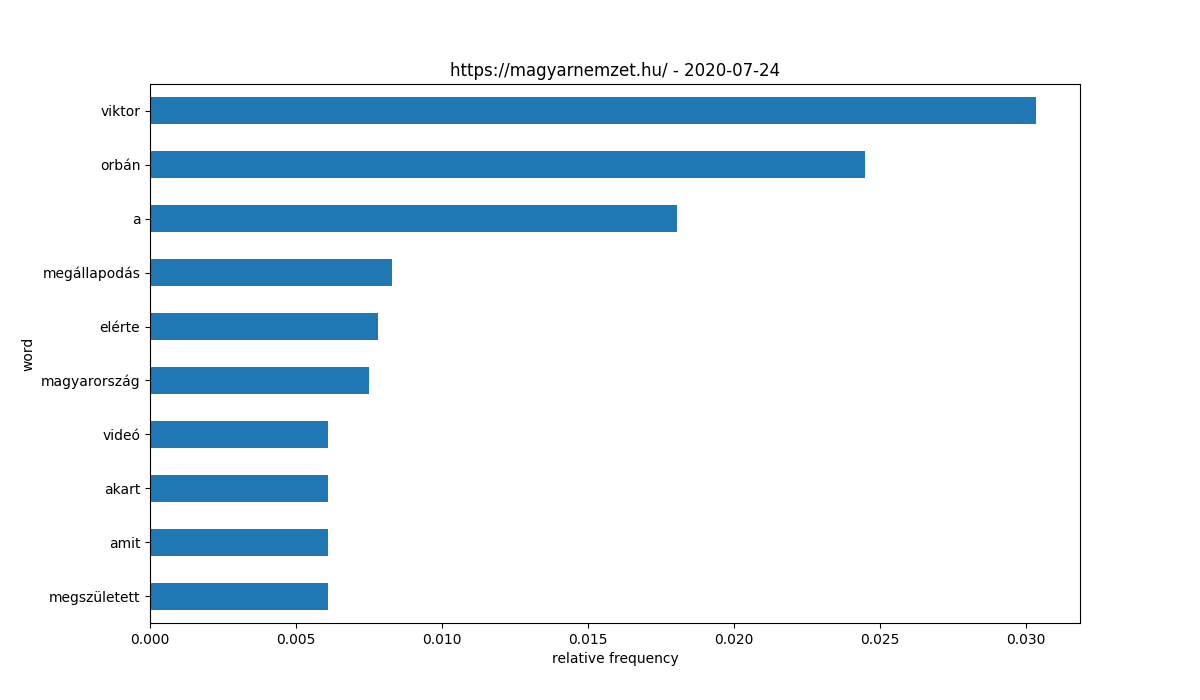 https://magyarnemzet.hu/ - 2020-07-24
viktor
orbán
a
megállapodás
elérte
magyarország
videó
akart
amit
megszületett
word
0.000 0.005 0.010 0.015 0.020 0.025 0.030
relative frequency